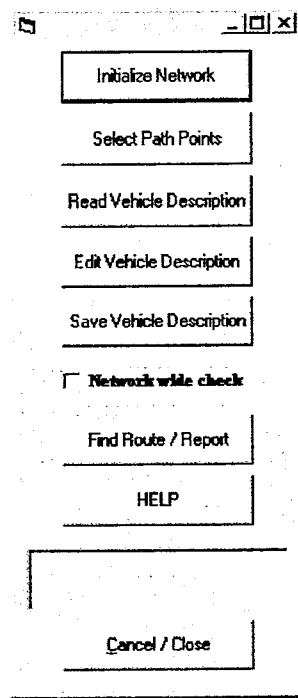 Initialize Network
Select Path Points
Read Vehicle Description
Edit Vehicle Description
Save Vehicle Description
Network wide check
Find Route / Report
HELP
Cancel / Close